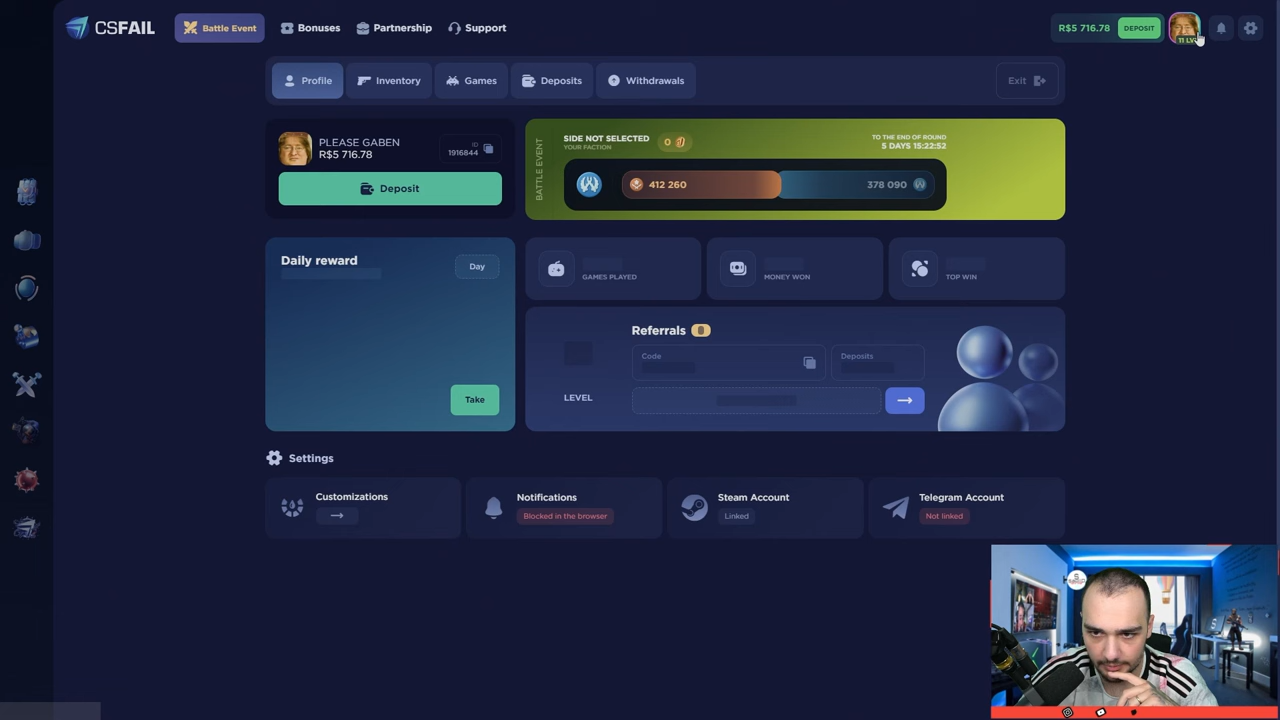 CSFAIL
Battle Event
Bonuses
Partnership
Support
R$5 716.78
DEPOSIT
11 LVL
Profile
Inventory
Games
Deposits
Withdrawals
Exit
PLEASE GABEN
R$5 716.78
ID
1916844
Deposit
BATTLE EVENT
SIDE NOT SELECTED
YOUR FACTION
0
TO THE END OF ROUND
5 DAYS 15:22:52
412 260
378 090
Daily reward
Day
Take
GAMES PLAYED
MONEY WON
TOP WIN
Referrals
Code
Deposits
LEVEL
Settings
Customizations
Notifications
Blocked in the browser
Steam Account
Linked
Telegram Account
Not linked